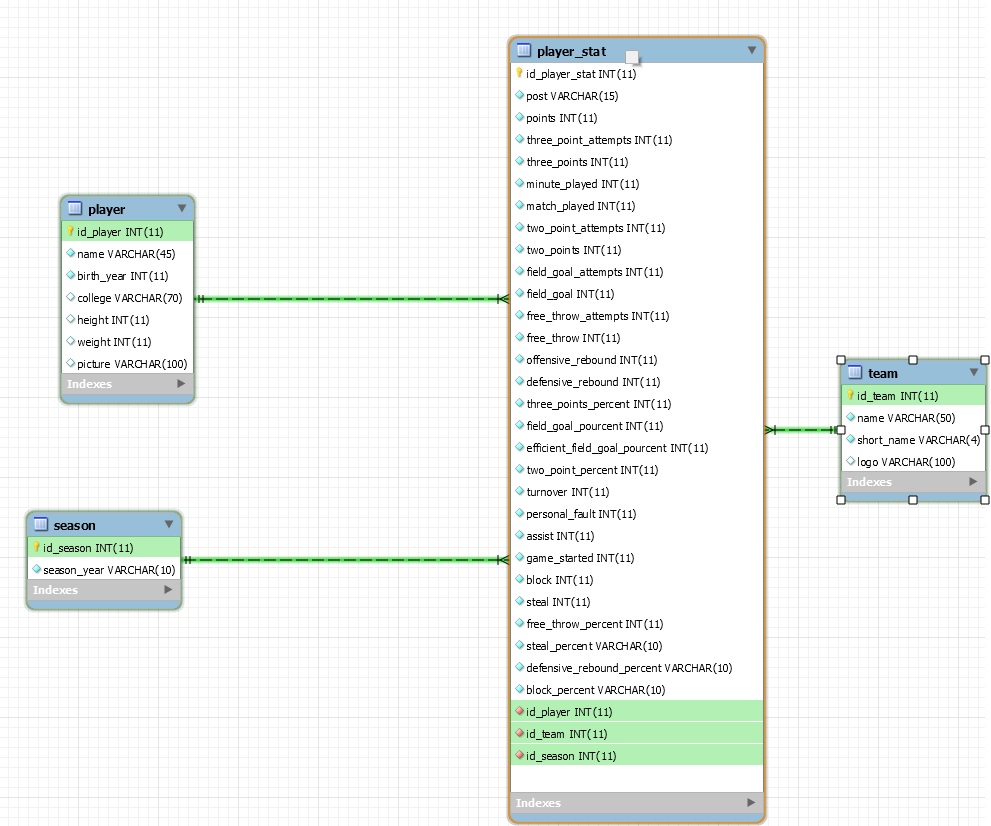 player
id_player INT(11)
name VARCHAR(45)
birth_year INT(11)
college VARCHAR(70)
height INT(11)
weight INT(11)
picture VARCHAR(100)
Indexes
season
id_season INT(11)
season_year VARCHAR(10)
Indexes
player_stat
id_player_stat INT(11)
post VARCHAR(15)
points INT(11)
three_point_attempts INT(11)
three_points INT(11)
minute_played INT(11)
match_played INT(11)
two_point_attempts INT(11)
two_points INT(11)
field_goal_attempts INT(11)
field_goal INT(11)
free_throw_attempts INT(11)
free_throw INT(11)
offensive_rebound INT(11)
defensive_rebound INT(11)
three_points_percent INT(11)
field_goal_pourcent INT(11)
efficient_field_goal_pourcent INT(11)
two_point_percent INT(11)
turnover INT(11)
personal_fault INT(11)
assist INT(11)
game_started INT(11)
block INT(11)
steal INT(11)
free_throw_percent INT(11)
steal_percent VARCHAR(10)
defensive_rebound_percent VARCHAR(10)
block_percent VARCHAR(10)
id_player INT(11)
id_team INT(11)
id_season INT(11)
Indexes
team
id_team INT(11)
name VARCHAR(50)
short_name VARCHAR(4)
logo VARCHAR(100)
Indexes